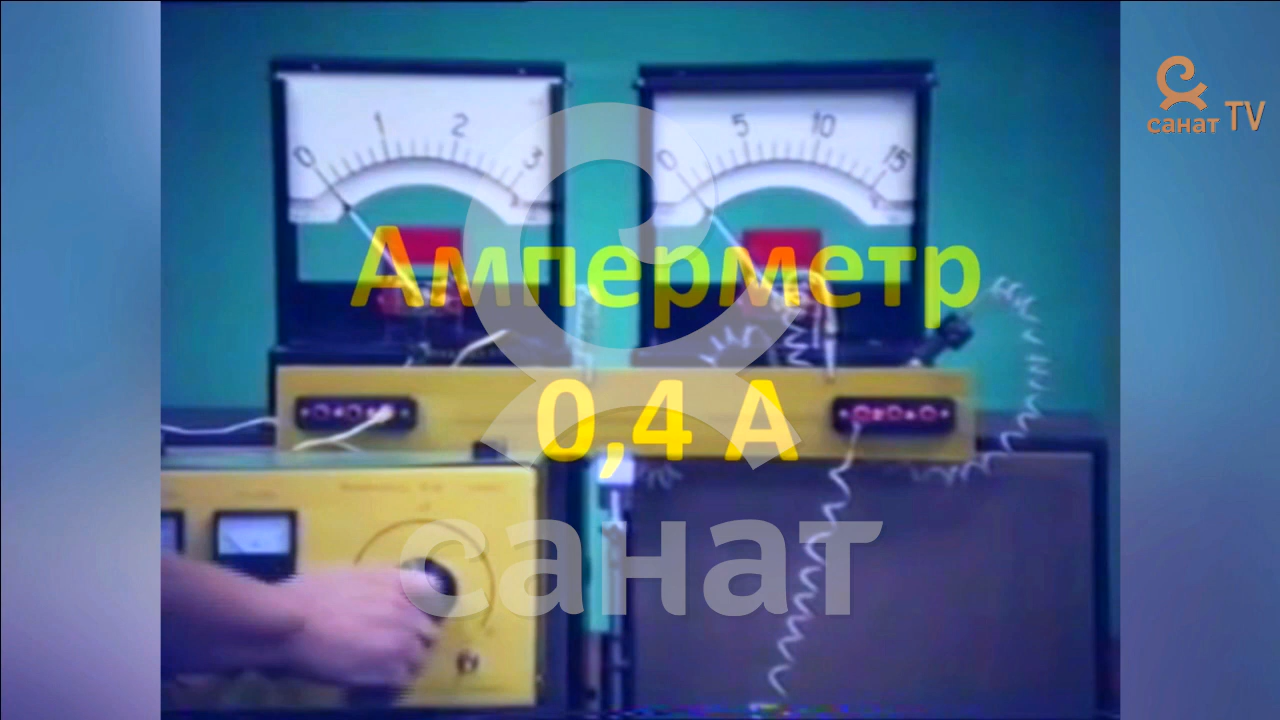 0 1 2 3
0 5 10 15
санат TV
Амперметр
0,4 А
санат